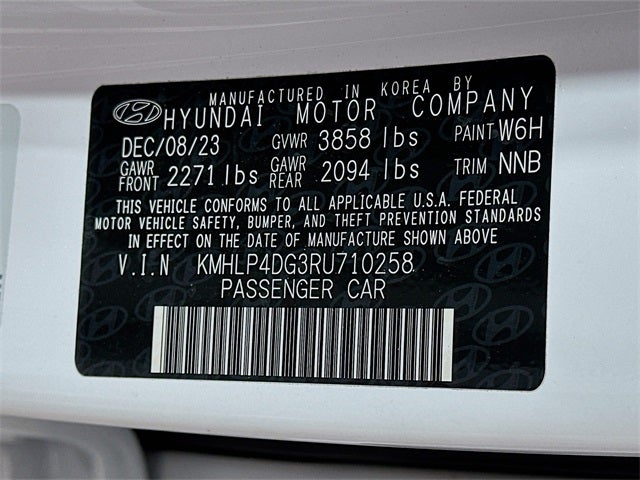 MANUFACTURED IN KOREA BY
HYUNDAI MOTOR COMPANY
DEC/08/23 GVWR 3858 lbs PAINT W6H
GAWR FRONT 2271 lbs GAWR REAR 2094 lbs TRIM NNB
THIS VEHICLE CONFORMS TO ALL APPLICABLE U.S.A. FEDERAL
MOTOR VEHICLE SAFETY, BUMPER, AND THEFT PREVENTION STANDARDS
IN EFFECT ON THE DATE OF MANUFACTURE SHOWN ABOVE
V.I.N KMHLP4DG3RU710258
PASSENGER CAR